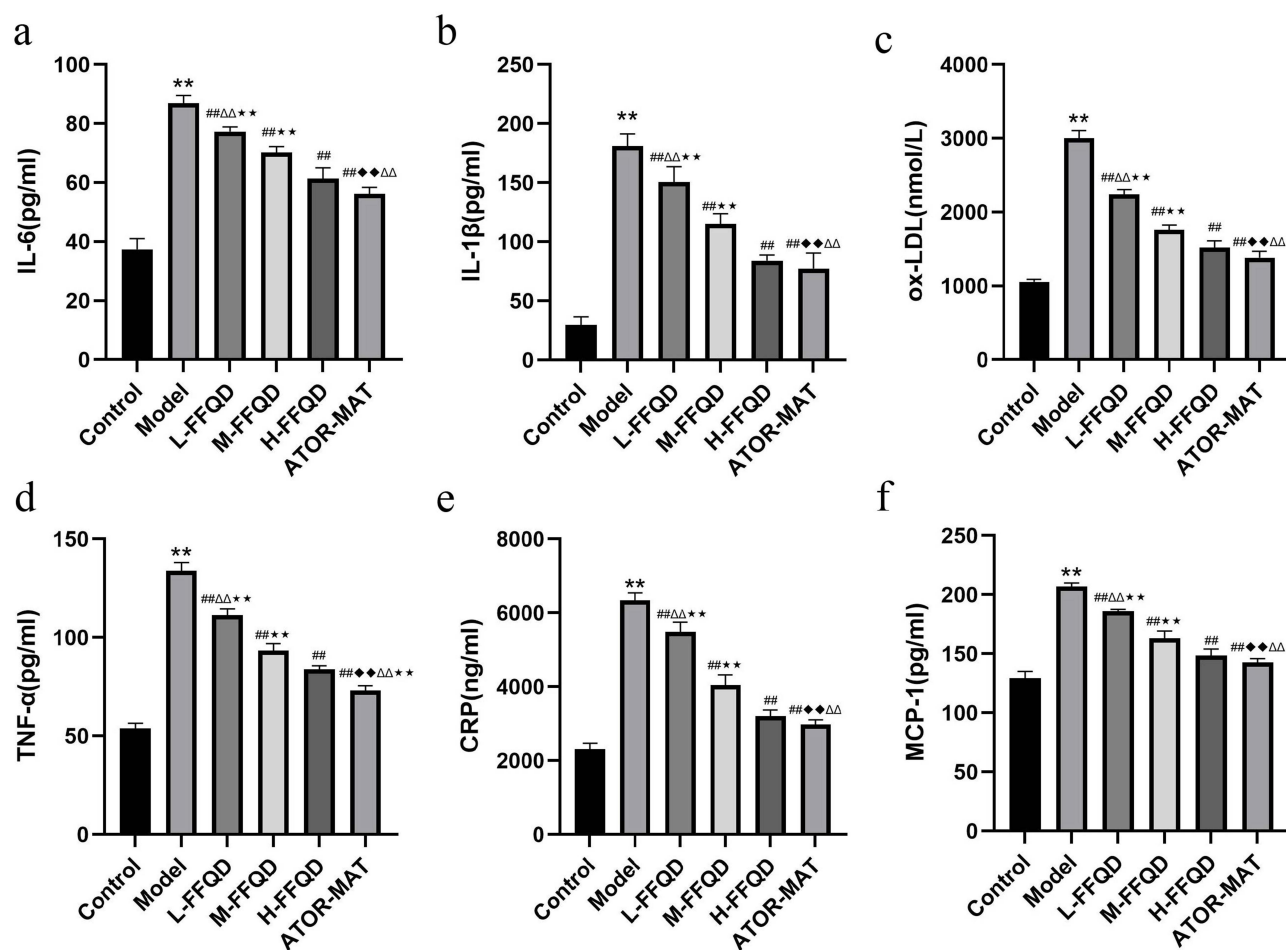 a
IL-6(pg/ml)
100
80
60
40
20
0
**
##ΔΔ★★
##★★
##
##◆◆ΔΔ
Control
Model
L-FFQD
M-FFQD
H-FFQD
ATOR-MAT
b
IL-1β(pg/ml)
250
200
150
100
50
0
**
##ΔΔ★★
##★★
##
##◆◆ΔΔ
Control
Model
L-FFQD
M-FFQD
H-FFQD
ATOR-MAT
c
ox-LDL(nmol/L)
4000
3000
2000
1000
0
**
##ΔΔ★★
##★★
##
##◆◆ΔΔ
Control
Model
L-FFQD
M-FFQD
H-FFQD
ATOR-MAT
d
TNF-α(pg/ml)
150
100
50
0
**
##ΔΔ★★
##★★
##
##◆◆ΔΔ★★
Control
Model
L-FFQD
M-FFQD
H-FFQD
ATOR-MAT
e
CRP(ng/ml)
8000
6000
4000
2000
0
**
##ΔΔ★★
##★★
##
##◆◆ΔΔ
Control
Model
L-FFQD
M-FFQD
H-FFQD
ATOR-MAT
f
MCP-1(pg/ml)
250
200
150
100
50
0
**
##ΔΔ★★
##★★
##
##◆◆ΔΔ
Control
Model
L-FFQD
M-FFQD
H-FFQD
ATOR-MAT